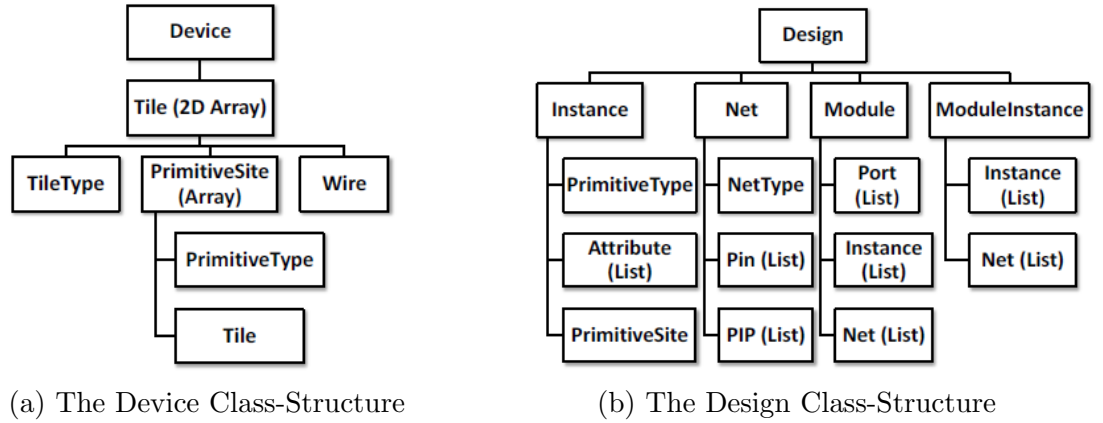 Device
Tile (2D Array)
TileType
PrimitiveSite
(Array)
Wire
PrimitiveType
Tile
(a) The Device Class-Structure
Design
Instance
Net
Module
ModuleInstance
PrimitiveType
NetType
Port
(List)
Instance
(List)
Attribute
(List)
Pin (List)
Instance
(List)
Net (List)
PrimitiveSite
PIP (List)
Net (List)
(b) The Design Class-Structure